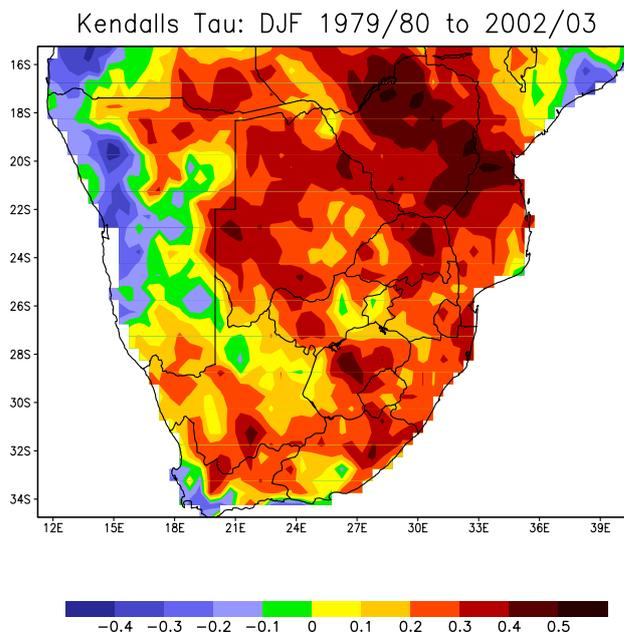 Kendalls Tau: DJF 1979/80 to 2002/03
16S
18S
20S
22S
24S
26S
28S
30S
32S
34S
12E 15E 18E 21E 24E 27E 30E 33E 36E 39E
-0.4 -0.3 -0.2 -0.1 0 0.1 0.2 0.3 0.4 0.5